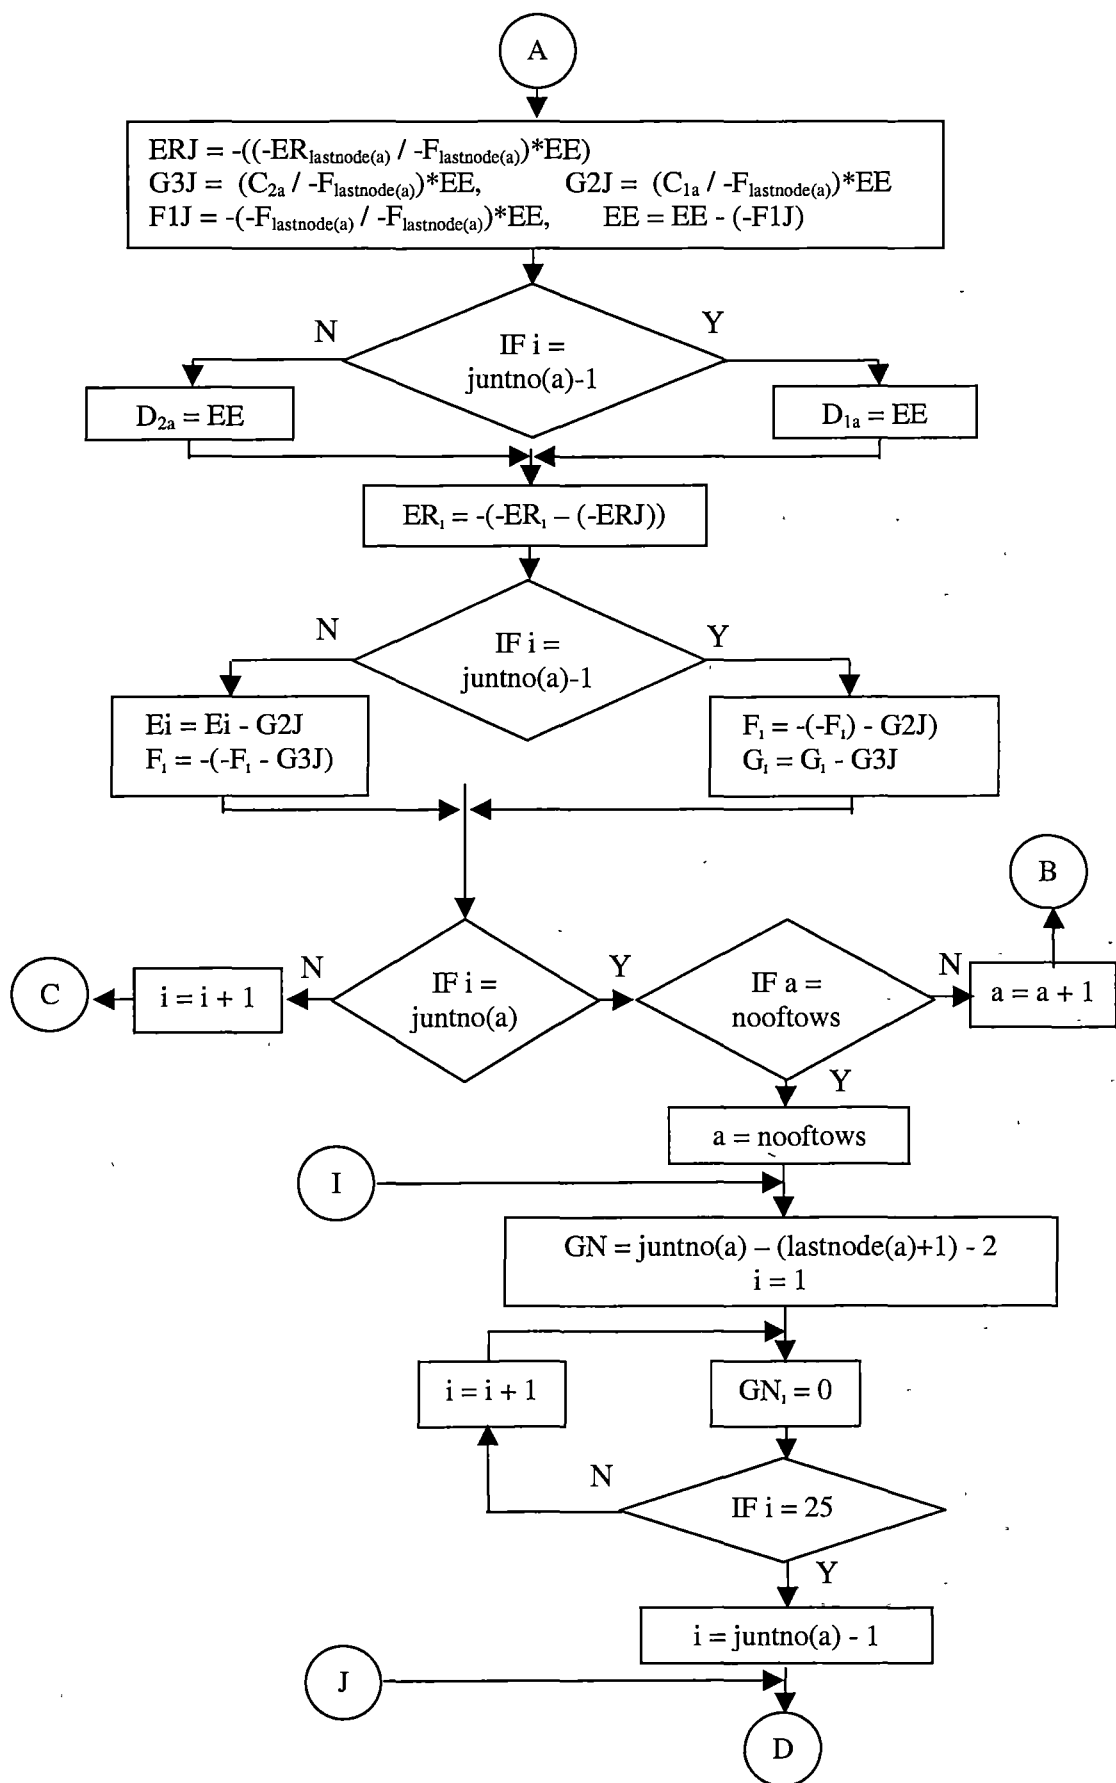 A
ERJ = -((-ER_lastnode(a) / -F_lastnode(a))*EE)
G3J = (C_2a / -F_lastnode(a))*EE, G2J = (C_1a / -F_lastnode(a))*EE
F1J = -(-F_lastnode(a) / -F_lastnode(a))*EE, EE = EE - (-F1J)
N
Y
IF i =
juntno(a)-1
D_2a = EE
D_1a = EE
ER_i = -(-ER_i – (-ERJ))
N
Y
IF i =
juntno(a)-1
Ei = Ei - G2J
F_i = -(-F_i - G3J)
F_i = -(-F_i) - G2J)
G_i = G_i - G3J
B
C
i = i + 1
N
IF i =
juntno(a)
Y
IF a =
nooftows
N
a = a + 1
Y
a = nooftows
I
GN = juntno(a) – (lastnode(a)+1) - 2
i = 1
i = i + 1
GN_i = 0
N
IF i = 25
Y
i = juntno(a) - 1
J
D